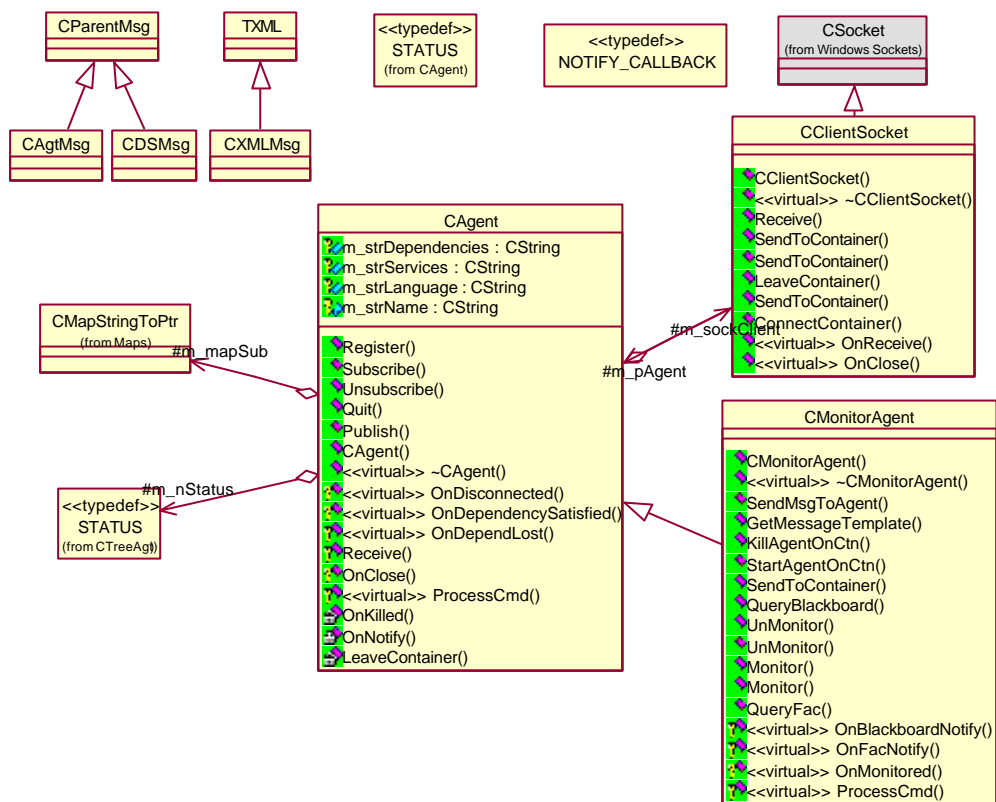 CParentMsg
TXML
<<typedef>>
STATUS
(from CAgent)
<<typedef>>
NOTIFY_CALLBACK
CSocket
(from Windows Sockets)
CAgtMsg
CDSMsg
CXMLMsg
CClientSocket
CClientSocket()
<<virtual>> ~CClientSocket()
Receive()
SendToContainer()
SendToContainer()
LeaveContainer()
SendToContainer()
ConnectContainer()
<<virtual>> OnReceive()
<<virtual>> OnClose()
CAgent
m_strDependencies : CString
m_strServices : CString
m_strLanguage : CString
m_strName : CString
Register()
Subscribe()
Unsubscribe()
Quit()
Publish()
CAgent()
<<virtual>> ~CAgent()
<<virtual>> OnDisconnected()
<<virtual>> OnDependencySatisfied()
<<virtual>> OnDependLost()
Receive()
OnClose()
<<virtual>> ProcessCmd()
OnKilled()
OnNotify()
LeaveContainer()
CMapStringToPtr
(from Maps)
#m_mapSub
#m_sockClient
#m_pAgent
#m_nStatus
<<typedef>>
STATUS
(from CTreeAgt)
CMonitorAgent
CMonitorAgent()
<<virtual>> ~CMonitorAgent()
SendMsgToAgent()
GetMessageTemplate()
KillAgentOnCtn()
StartAgentOnCtn()
SendToContainer()
QueryBlackboard()
UnMonitor()
UnMonitor()
Monitor()
Monitor()
QueryFac()
<<virtual>> OnBlackboardNotify()
<<virtual>> OnFacNotify()
<<virtual>> OnMonitored()
<<virtual>> ProcessCmd()